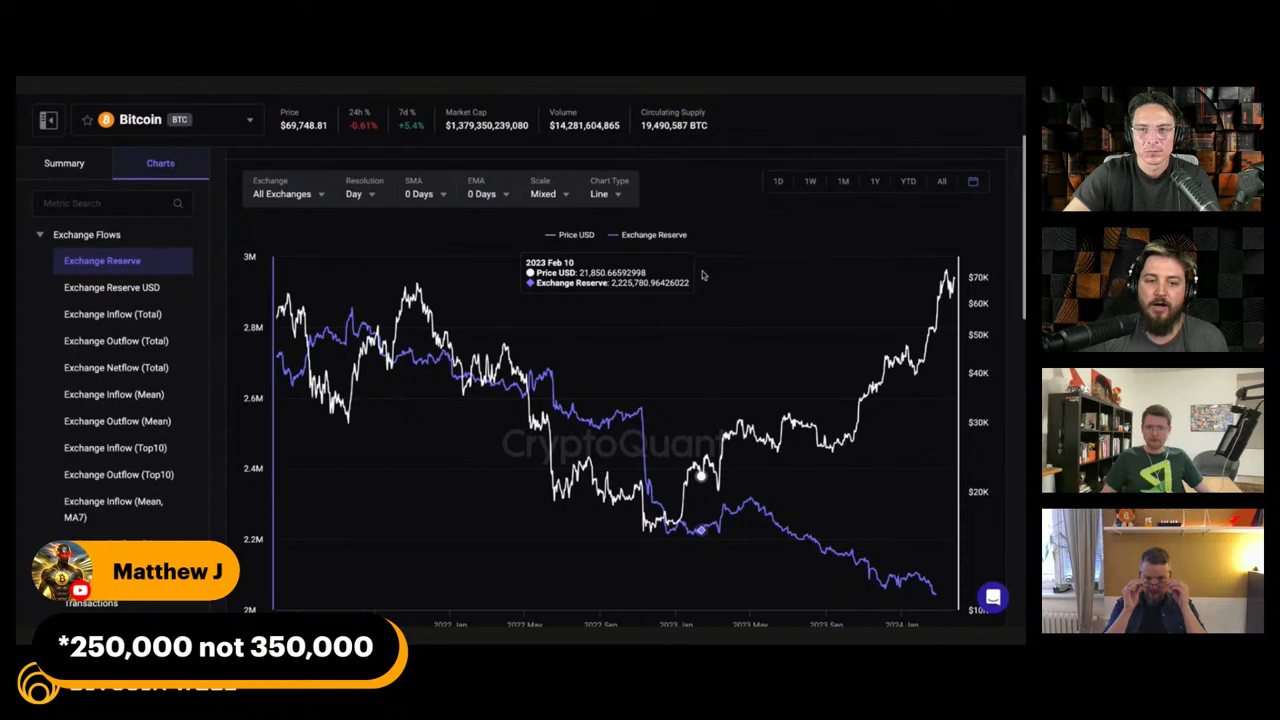 Bitcoin BTC
Price
$69,748.81
24h %
-0.61%
7d %
+5.4%
Market Cap
$1,379,350,239,080
Volume
$14,281,604,865
Circulating Supply
19,490,587 BTC
Summary
Charts
Metric Search
Exchange Flows
Exchange Reserve
Exchange Reserve USD
Exchange Inflow (Total)
Exchange Outflow (Total)
Exchange Netflow (Total)
Exchange Inflow (Mean)
Exchange Outflow (Mean)
Exchange Inflow (Top10)
Exchange Outflow (Top10)
Exchange Inflow (Mean,
MA7)
Transactions
Exchange
All Exchanges
Resolution
Day
SMA
0 Days
EMA
0 Days
Scale
Mixed
Chart Type
Line
1D 1W 1M 1Y YTD All
Price USD Exchange Reserve
2023 Feb 10
Price USD: 21,850.66592998
Exchange Reserve: 2,225,780.96426022
3M
2.8M
2.6M
2.4M
2.2M
2M
$70K
$60K
$50K
$40K
$30K
$20K
CryptoQuant
2022 Jan 2022 May 2022 Sep 2023 Jan 2023 May 2023 Sep 2024 Jan
Matthew J
*250,000 not 350,000